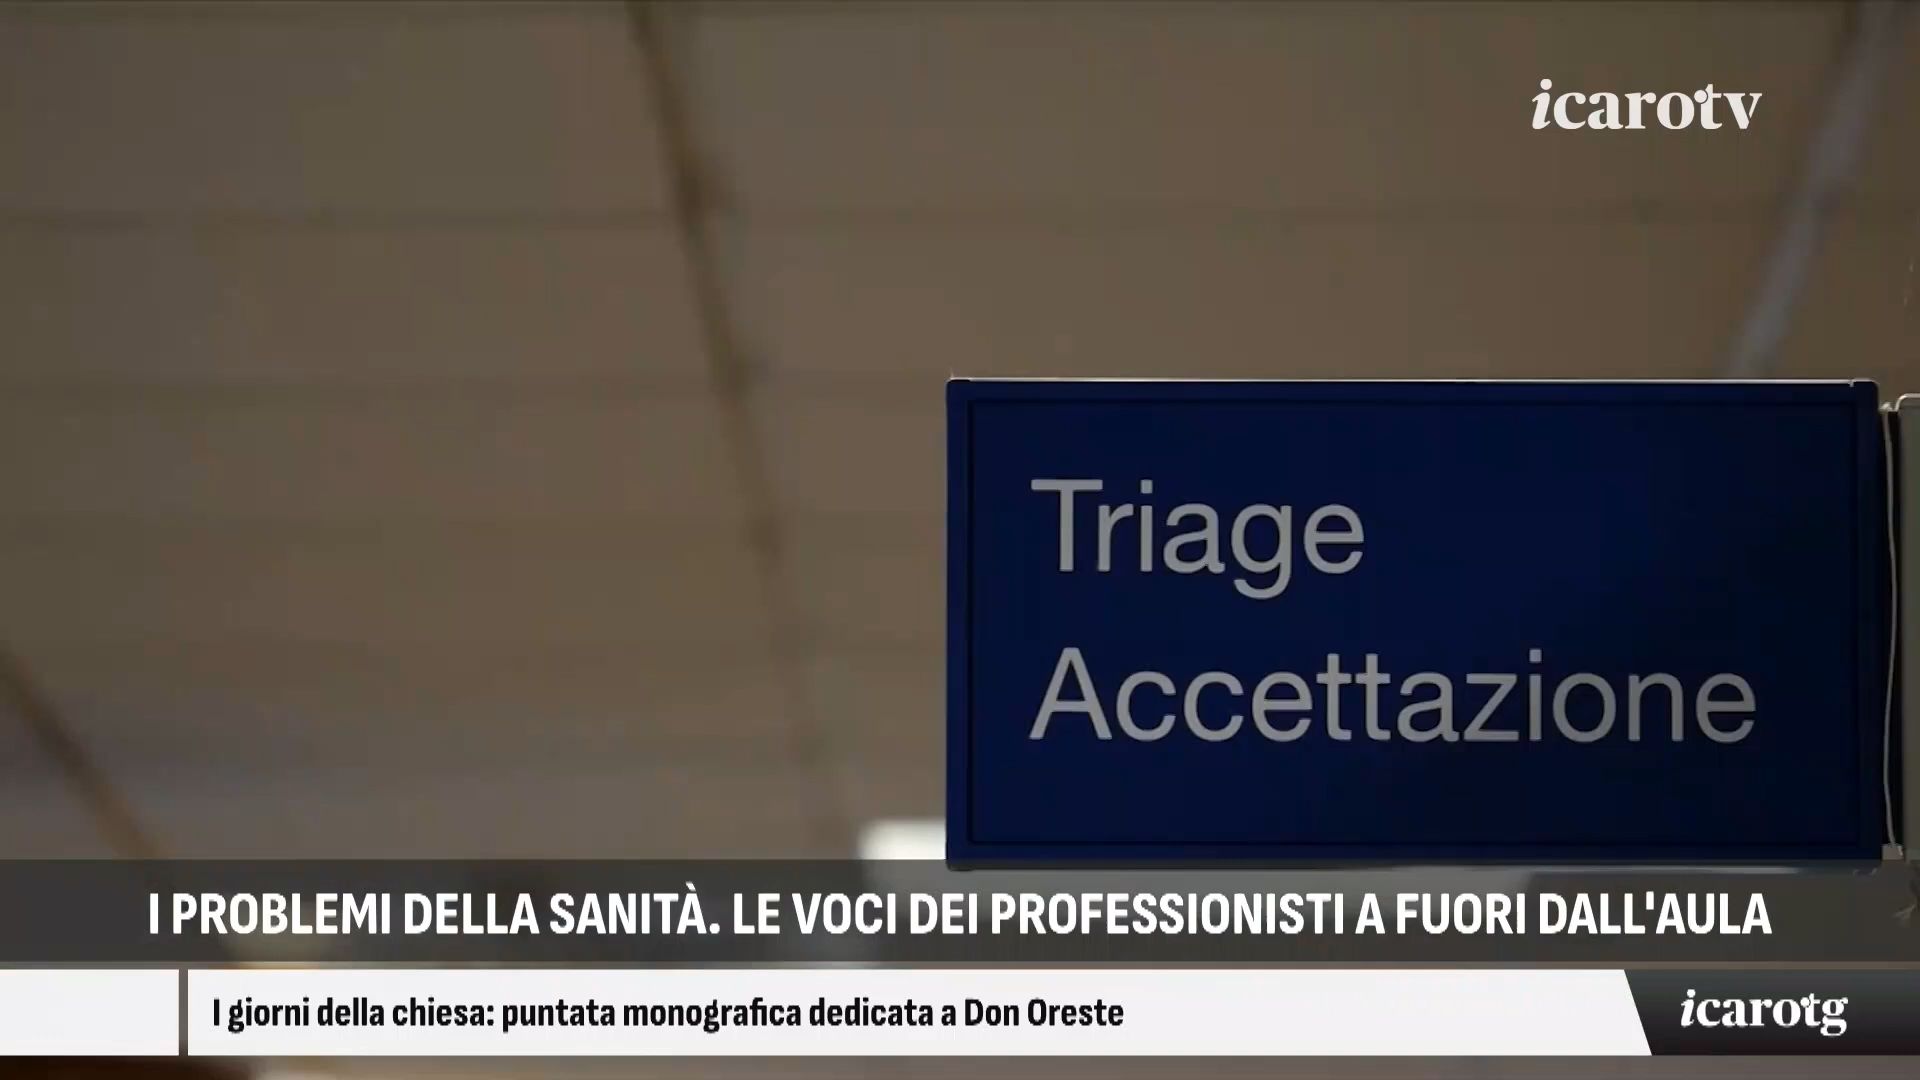 icarotv
Triage
Accettazione
I PROBLEMI DELLA SANITÀ. LE VOCI DEI PROFESSIONISTI A FUORI DALL'AULA
I giorni della chiesa: puntata monografica dedicata a Don Oreste
icarotg